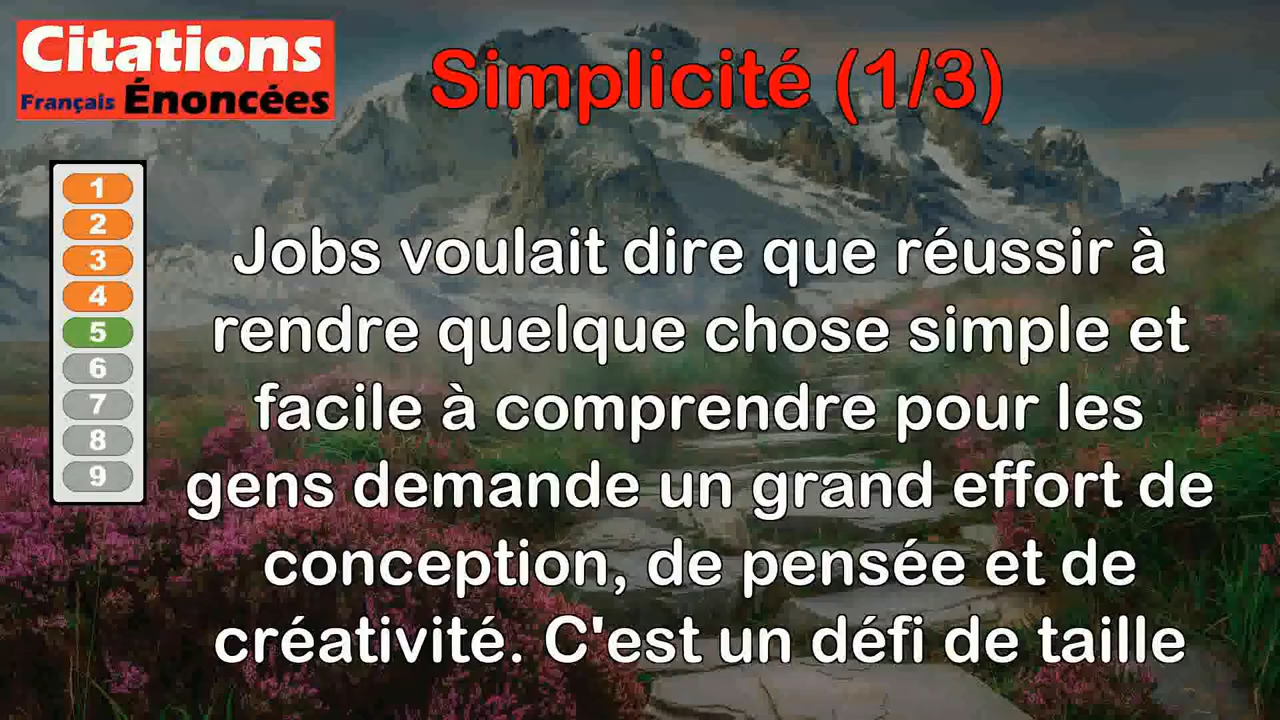 Citations
Français Énoncées
Simplicité (1/3)
1
2
3
4
5
6
7
8
9
Jobs voulait dire que réussir à
rendre quelque chose simple et
facile à comprendre pour les
gens demande un grand effort de
conception, de pensée et de
créativité. C'est un défi de taille